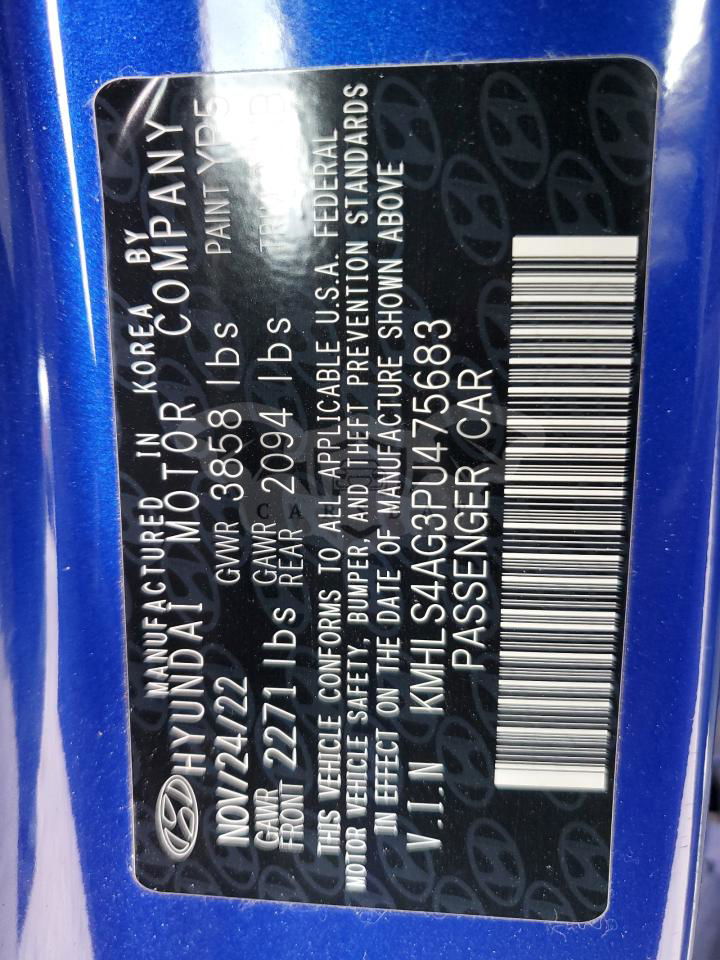 MANUFACTURED IN KOREA BY
HYUNDAI MOTOR COMPANY
NOV/24/22 GVWR 3858 lbs PAINT YP5
GAWR FRONT 2271 lbs GAWR REAR 2094 lbs TRIM
THIS VEHICLE CONFORMS TO ALL APPLICABLE U.S.A. FEDERAL
MOTOR VEHICLE SAFETY, BUMPER, AND THEFT PREVENTION STANDARDS
IN EFFECT ON THE DATE OF MANUFACTURE SHOWN ABOVE
V.I.N KMHLS4AG3PU475683
PASSENGER CAR